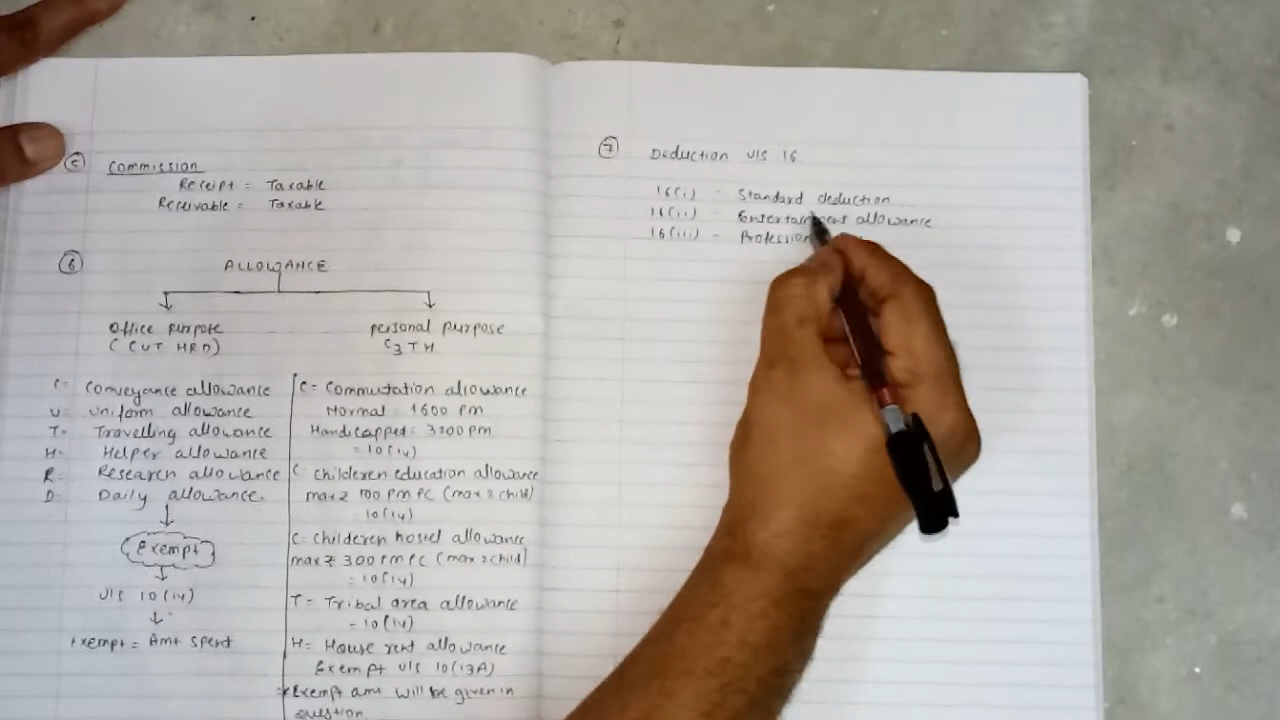 5 Commission
Receipt = Taxable
Receivable = Taxable
6 ALLOWANCE
Office purpose
(CUT HRD)
personal purpose
C3TH
C= Conveyance allowance
U= Uniform allowance
T= Travelling allowance
H= Helper allowance
R= Research allowance
D= Daily allowance.
Exempt
U/S 10(14)
Exempt = Amt spent
C= Commutation allowance
Normal = 1600 pm
Handicapped = 3200 pm
= 10(14)
C= Childeren education allowance
max ₹ 100 PM PC (max 2 child)
10(14)
C= Childeren hostel allowance
max ₹ 300 PM PC (max 2 child)
= 10(14)
T= Tribal area allowance
- 10(14)
H= House rent allowance
Exempt U/S 10(13A)
Exempt amt will be given in
question
7 Deduction U/S 16
16(i) - Standard deduction
16(ii) - Entertainment allowance
16(iii) - Profession